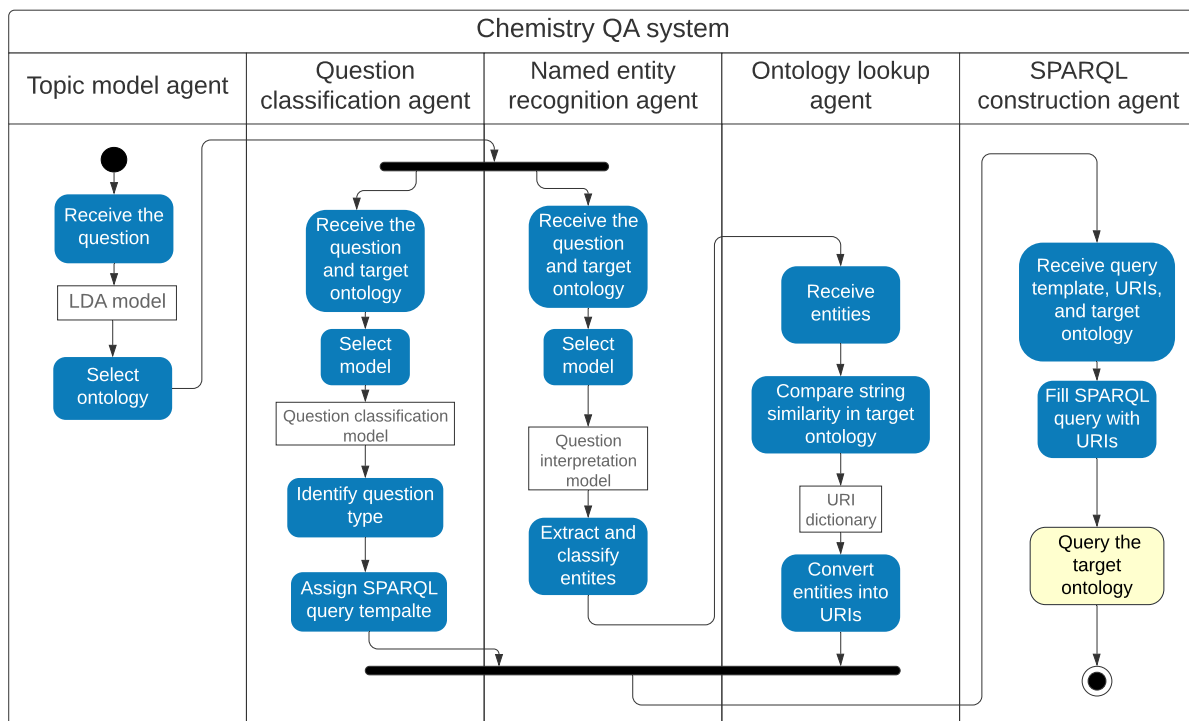 Chemistry QA system
Topic model agent
Question
classification agent
Named entity
recognition agent
Ontology lookup
agent
SPARQL
construction agent
Receive the
question
LDA model
Select
ontology
Receive the
question
and target
ontology
Select
model
Question classification
model
Identify question
type
Assign SPARQL
query tempalte
Receive the
question
and target
ontology
Select
model
Question
interpretation
model
Extract and
classify
entites
Receive
entities
Compare string
similarity in target
ontology
URI
dictionary
Convert
entities into
URIs
Receive query
template, URIs,
and target
ontology
Fill SPARQL
query with
URIs
Query the
target
ontology